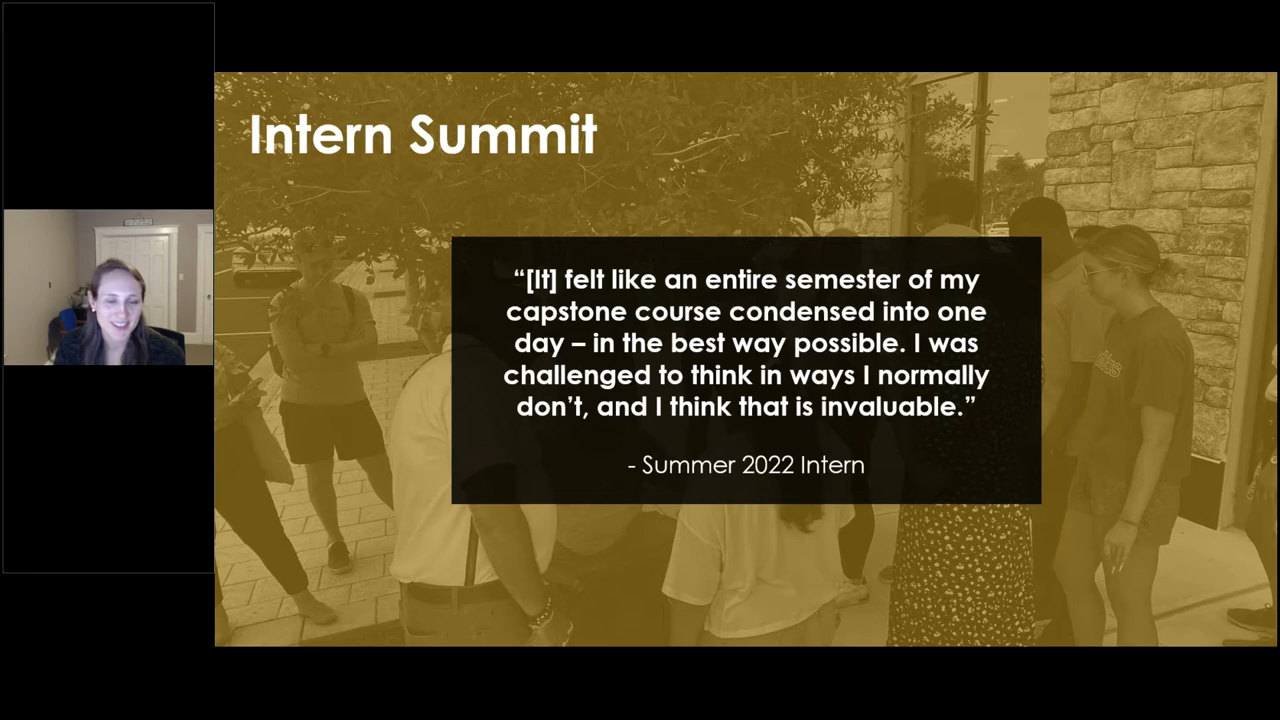 Intern Summit
“[It] felt like an entire semester of my
capstone course condensed into one
day – in the best way possible. I was
challenged to think in ways I normally
don’t, and I think that is invaluable.”
- Summer 2022 Intern